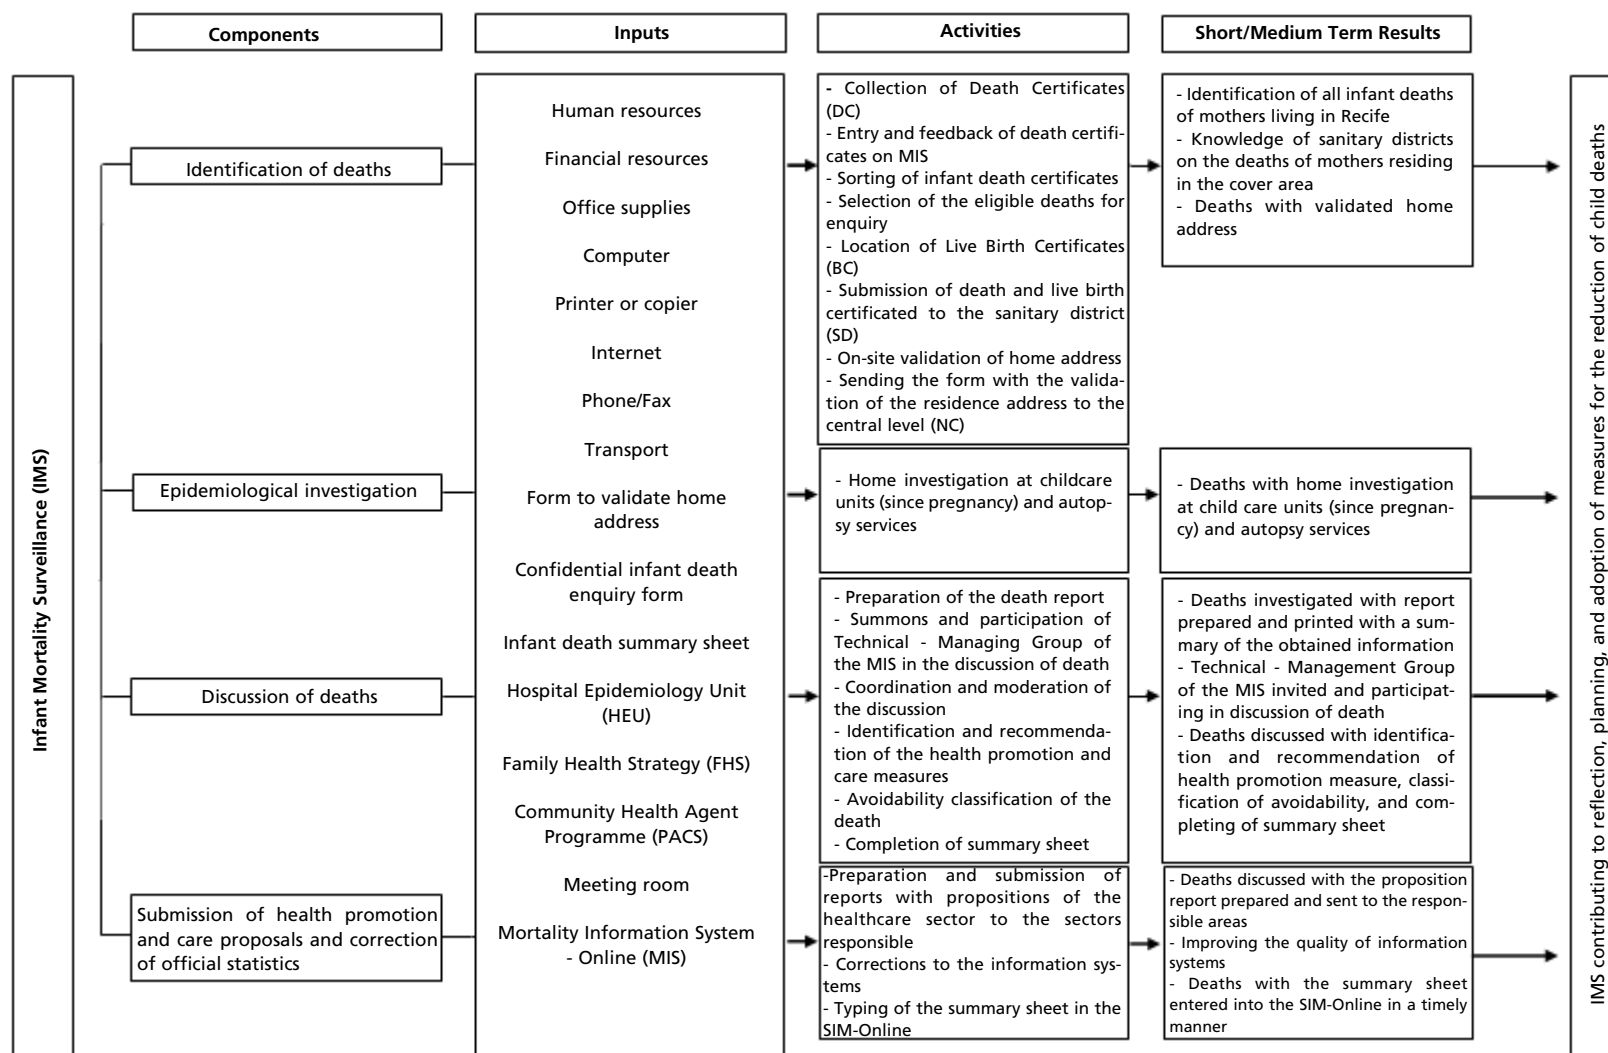 Components
Inputs
Activities
Short/Medium Term Results
Infant Mortality Surveillance (IMS)
Identification of deaths
Epidemiological investigation
Discussion of deaths
Submission of health promotion
and care proposals and correction
of official statistics
Human resources
Financial resources
Office supplies
Computer
Printer or copier
Internet
Phone/Fax
Transport
Form to validate home
address
Confidential infant death
enquiry form
Infant death summary sheet
Hospital Epidemiology Unit
(HEU)
Family Health Strategy (FHS)
Community Health Agent
Programme (PACS)
Meeting room
Mortality Information System
- Online (MIS)
- Collection of Death Certificates
(DC)
- Entry and feedback of death certifi-
cates on MIS
- Sorting of infant death certificates
- Selection of the eligible deaths for
enquiry
- Location of Live Birth Certificates
(BC)
- Submission of death and live birth
certificated to the sanitary district
(SD)
- On-site validation of home address
- Sending the form with the valida-
tion of the residence address to the
central level (NC)
- Home investigation at childcare
units (since pregnancy) and autop-
sy services
- Preparation of the death report
- Summons and participation of
Technical - Managing Group of
the MIS in the discussion of death
- Coordination and moderation of
the discussion
- Identification and recommenda-
tion of the health promotion and
care measures
- Avoidability classification of the
death
- Completion of summary sheet
-Preparation and submission of
reports with propositions of the
healthcare sector to the sectors
responsible
- Corrections to the information sys-
tems
- Typing of the summary sheet in the
SIM-Online
- Identification of all infant deaths
of mothers living in Recife
- Knowledge of sanitary districts
on the deaths of mothers residing
in the cover area
- Deaths with validated home
address
- Deaths with home investigation
at child care units (since pregnan-
cy) and autopsy services
- Deaths investigated with report
prepared and printed with a sum-
mary of the obtained information
- Technical - Management Group
of the MIS invited and participat-
ing in discussion of death
- Deaths discussed with identifica-
tion and recommendation of
health promotion measure, classi-
fication of avoidability, and com-
pleting of summary sheet
- Deaths discussed with the proposition
report prepared and sent to the respon-
sible areas
- Improving the quality of information
systems
- Deaths with the summary sheet
entered into the SIM-Online in a timely
manner
IMS contributing to reflection, planning, and adoption of measures for the reduction of child deaths